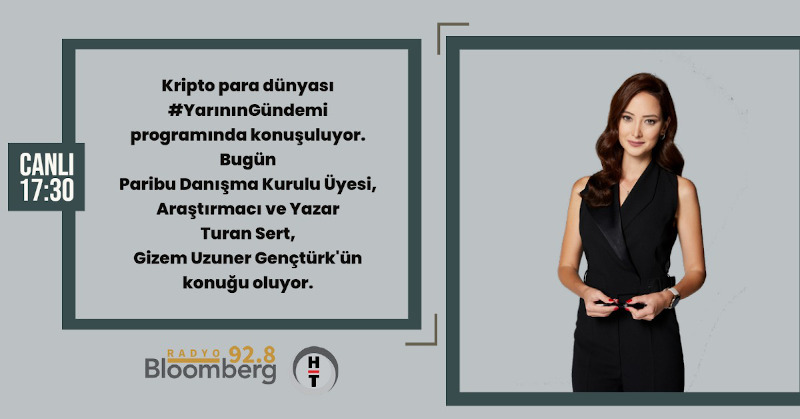 CANLI
17:30
Kripto para dünyası
#YarınınGündemi
programında konuşuluyor.
Bugün
Paribu Danışma Kurulu Üyesi,
Araştırmacı ve Yazar
Turan Sert,
Gizem Uzuner Gençtürk'ün
konuğu oluyor.
RADYO 92.8
Bloomberg
HT